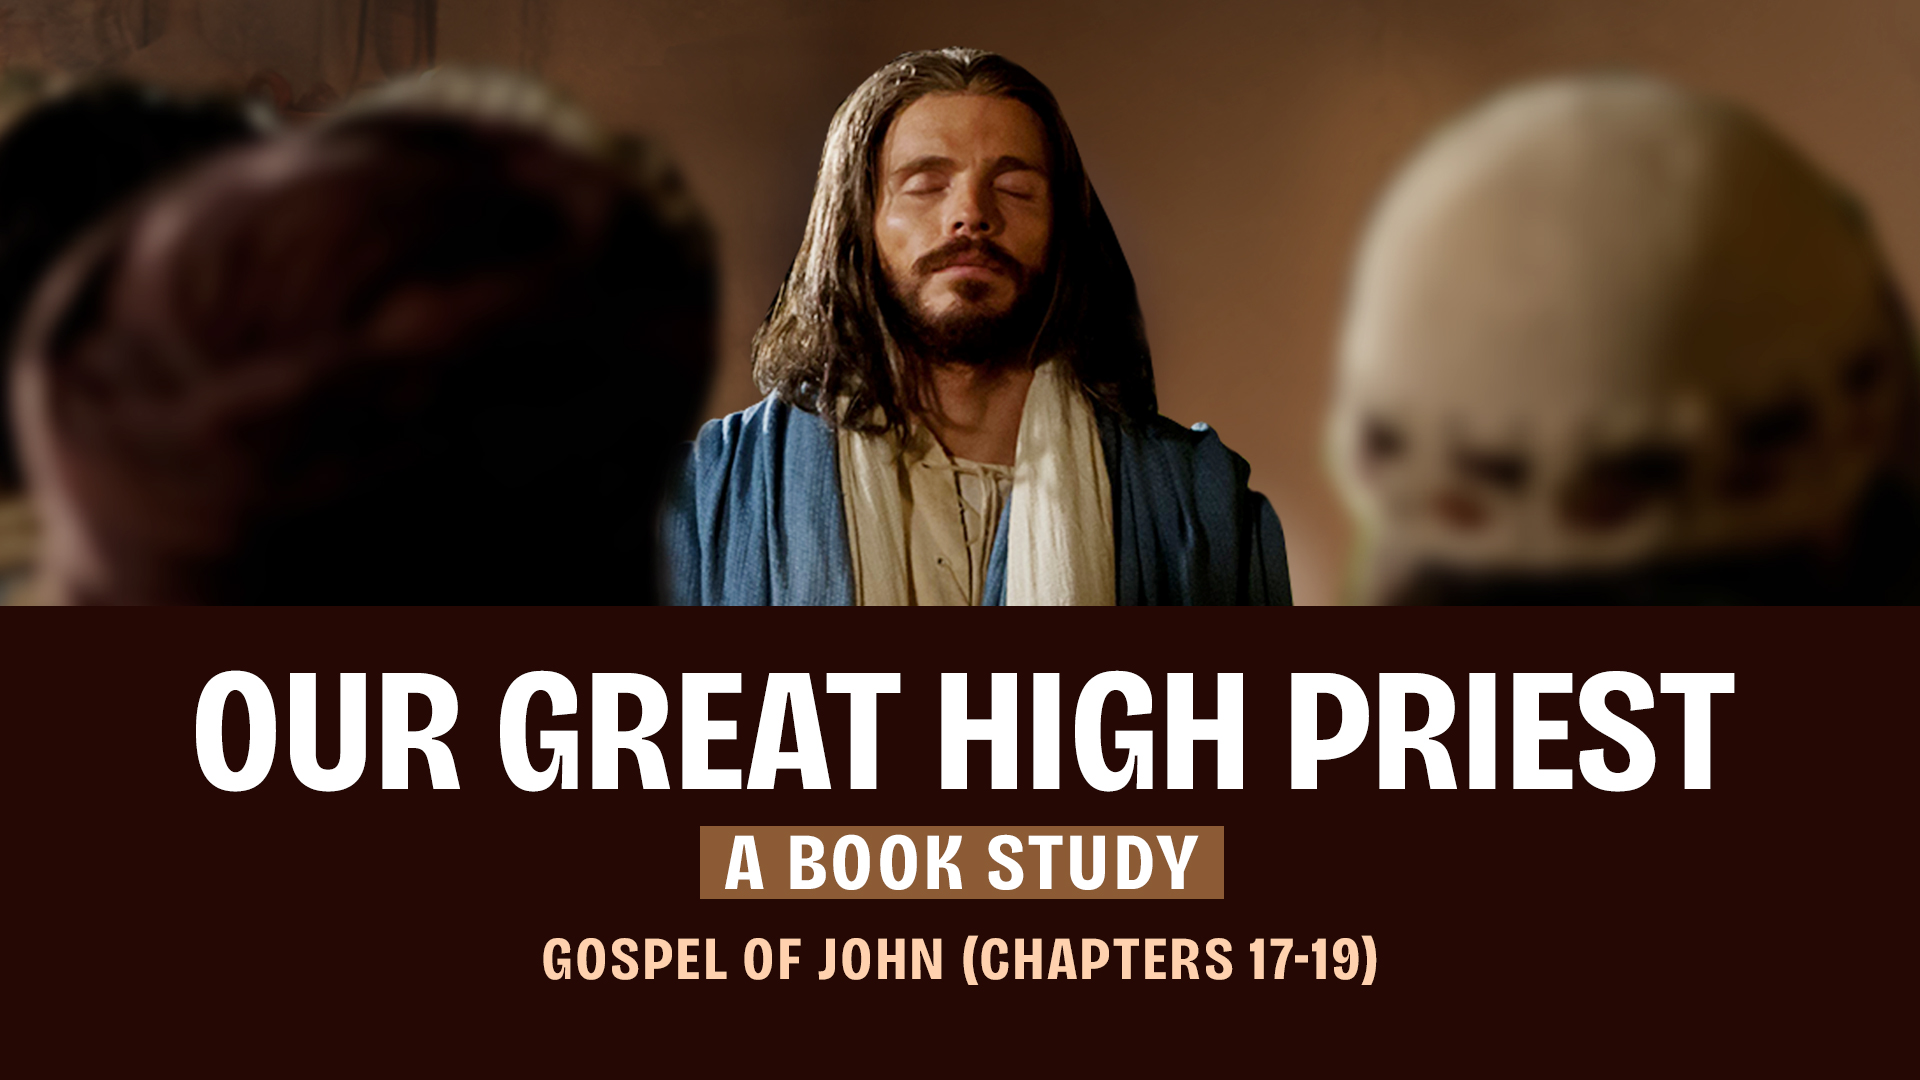 OUR GREAT HIGH PRIEST
A BOOK STUDY
GOSPEL OF JOHN (CHAPTERS 17-19)